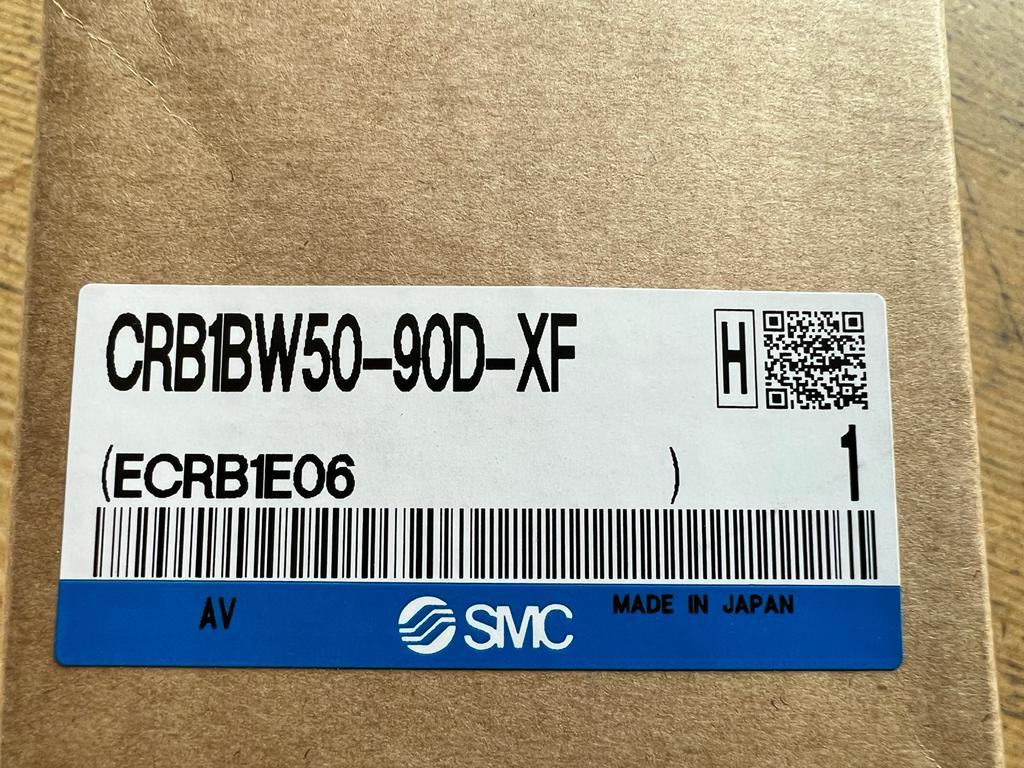 CRB1BW50-90D-XF
H
(ECRB1E06 )
1
AV
SMC
MADE IN JAPAN